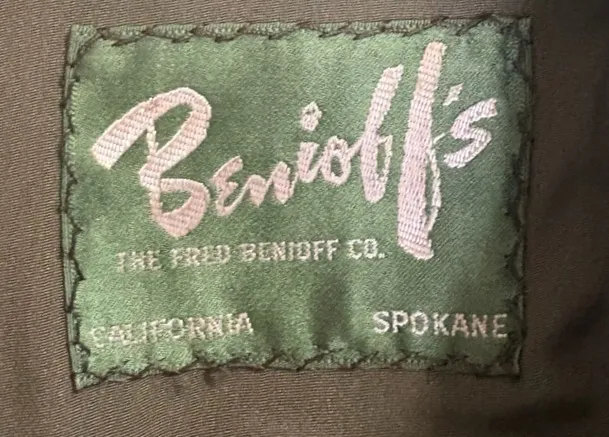 Benioff's
THE FRED BENIOFF CO.
CALIFORNIA SPOKANE